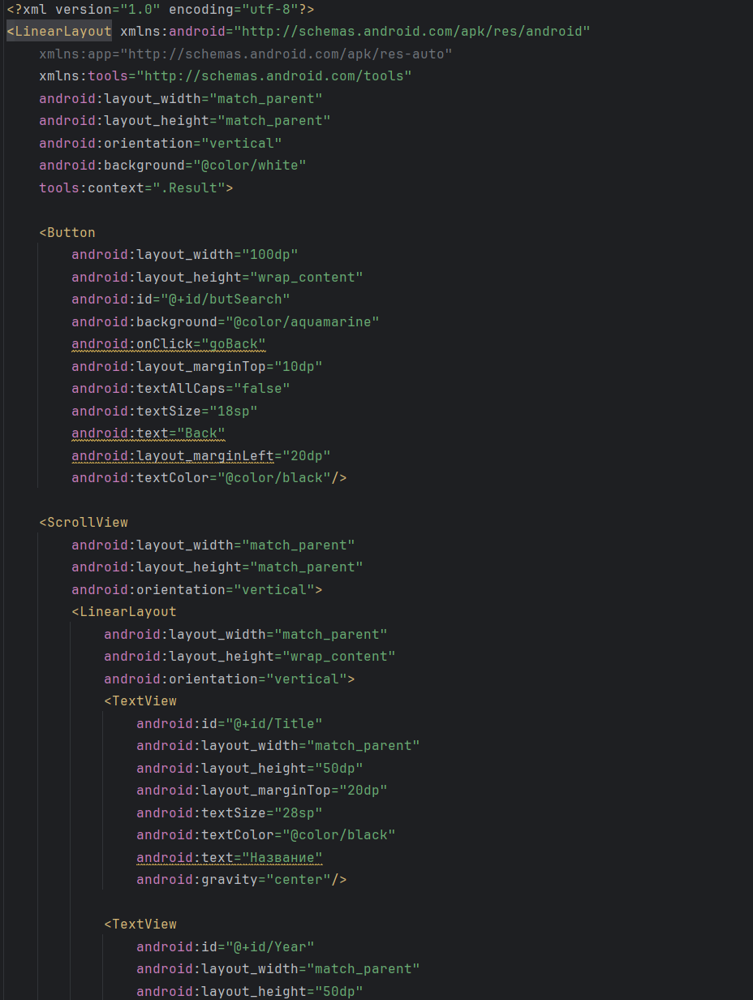 <?xml version="1.0" encoding="utf-8"?>
<LinearLayout xmlns:android="http://schemas.android.com/apk/res/android"
    xmlns:app="http://schemas.android.com/apk/res-auto"
    xmlns:tools="http://schemas.android.com/tools"
    android:layout_width="match_parent"
    android:layout_height="match_parent"
    android:orientation="vertical"
    android:background="@color/white"
    tools:context=".Result">

    <Button
        android:layout_width="100dp"
        android:layout_height="wrap_content"
        android:id="@+id/butSearch"
        android:background="@color/aquamarine"
        android:onClick="goBack"
        android:layout_marginTop="10dp"
        android:textAllCaps="false"
        android:textSize="18sp"
        android:text="Back"
        android:layout_marginLeft="20dp"
        android:textColor="@color/black"/>

    <ScrollView
        android:layout_width="match_parent"
        android:layout_height="match_parent"
        android:orientation="vertical">
        <LinearLayout
            android:layout_width="match_parent"
            android:layout_height="wrap_content"
            android:orientation="vertical">
            <TextView
                android:id="@+id/Title"
                android:layout_width="match_parent"
                android:layout_height="50dp"
                android:layout_marginTop="20dp"
                android:textSize="28sp"
                android:textColor="@color/black"
                android:text="Название"
                android:gravity="center"/>

            <TextView
                android:id="@+id/Year"
                android:layout_width="match_parent"
                android:layout_height="50dp"